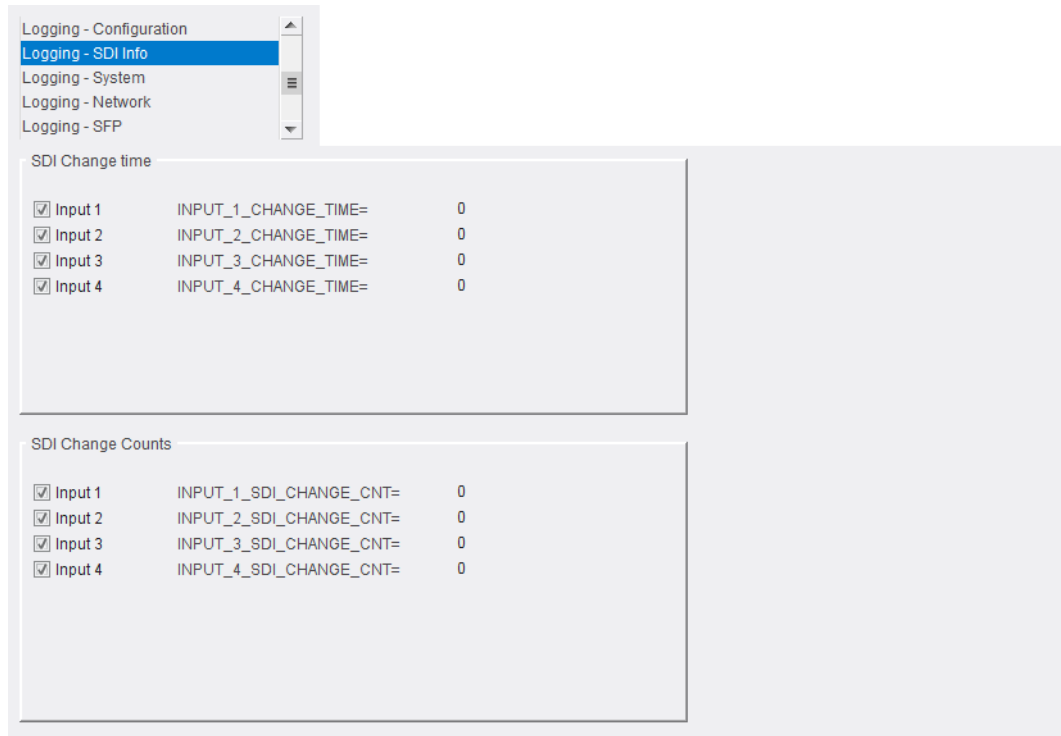 Logging - Configuration
Logging - SDI Info
Logging - System
Logging - Network
Logging - SFP
SDI Change time
Input 1 INPUT_1_CHANGE_TIME= 0
Input 2 INPUT_2_CHANGE_TIME= 0
Input 3 INPUT_3_CHANGE_TIME= 0
Input 4 INPUT_4_CHANGE_TIME= 0
SDI Change Counts
Input 1 INPUT_1_SDI_CHANGE_CNT= 0
Input 2 INPUT_2_SDI_CHANGE_CNT= 0
Input 3 INPUT_3_SDI_CHANGE_CNT= 0
Input 4 INPUT_4_SDI_CHANGE_CNT= 0